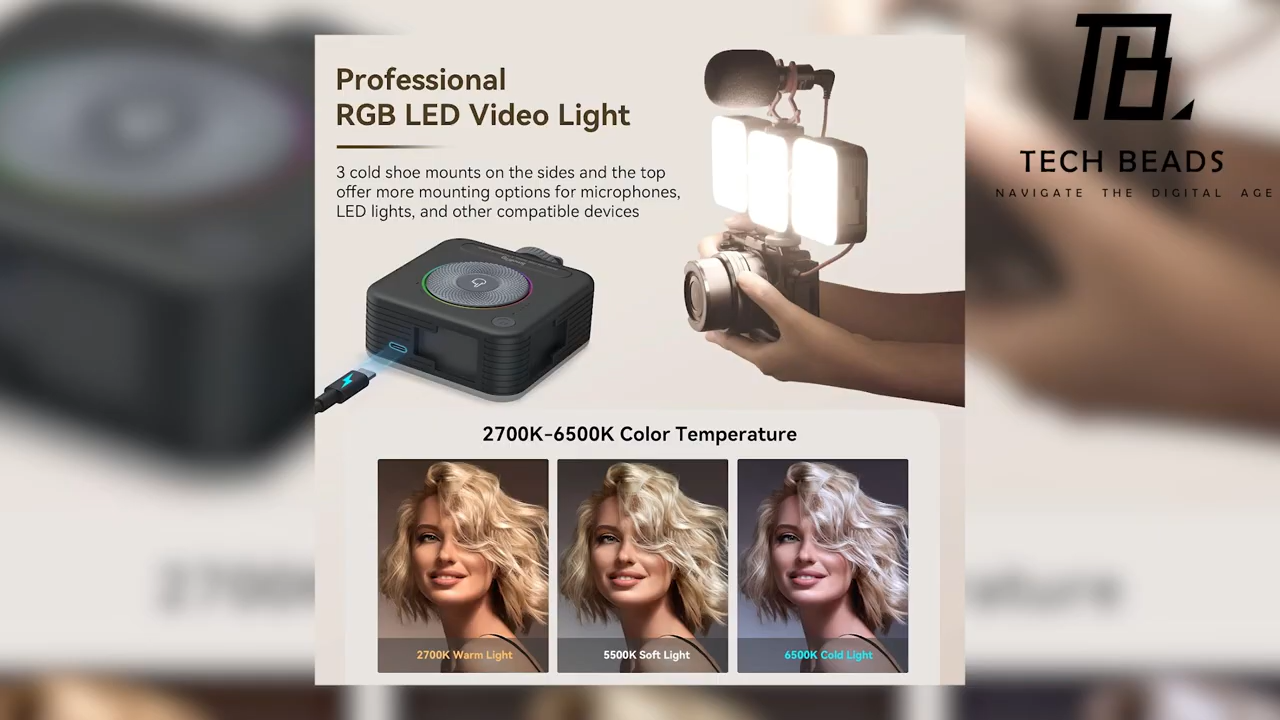 Professional
RGB LED Video Light
3 cold shoe mounts on the sides and the top
offer more mounting options for microphones,
LED lights, and other compatible devices
TB
TECH BEADS
NAVIGATE THE DIGITAL AGE
2700K-6500K Color Temperature
2700K Warm Light
5500K Soft Light
6500K Cold Light